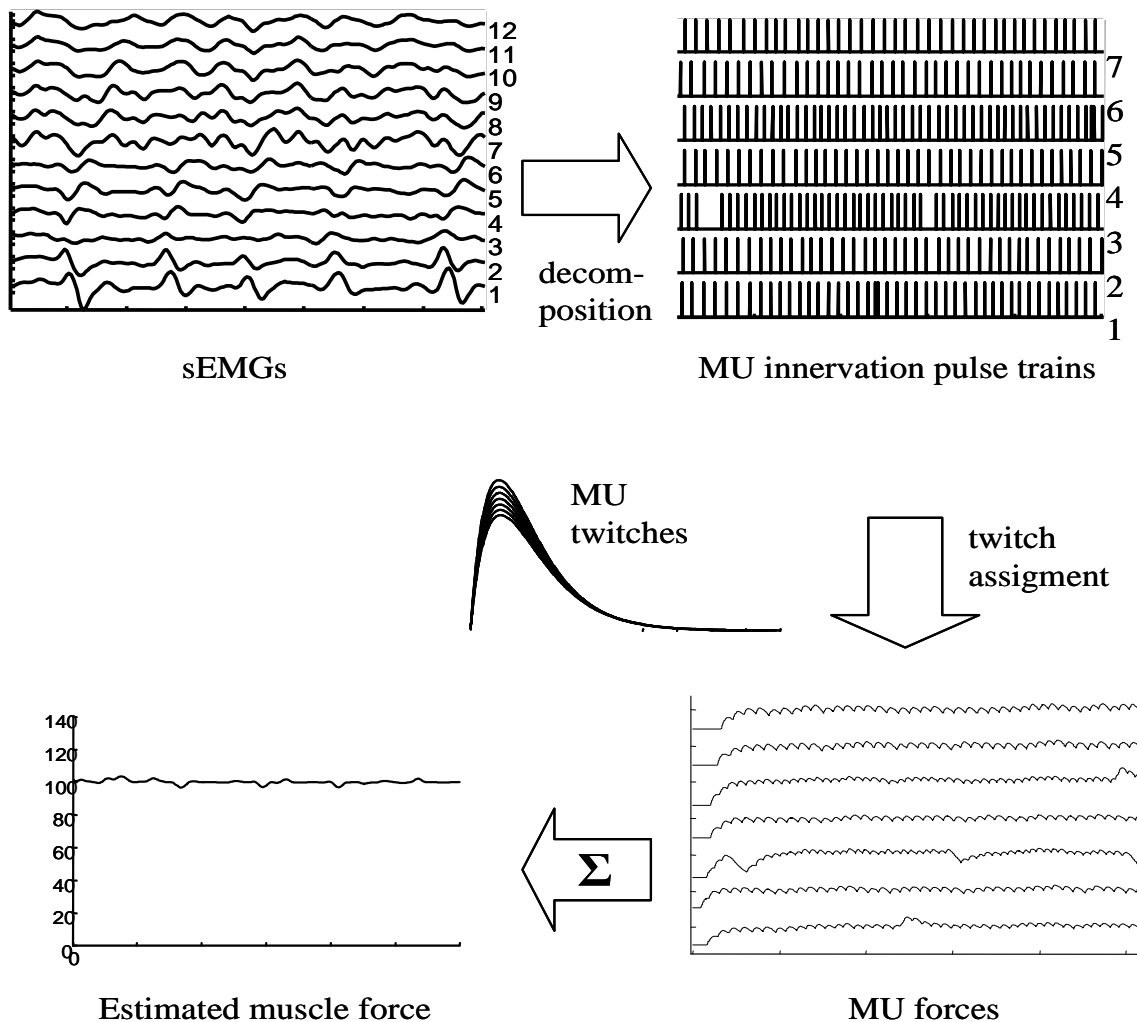 12
11
10
9
8
7
6
5
4
3
2
1
sEMGs
decom-
position
7
6
5
4
3
2
1
MU innervation pulse trains
MU
twitches
twitch
assigment
140
120
100
80
60
40
20
0
0
Estimated muscle force
Σ
MU forces